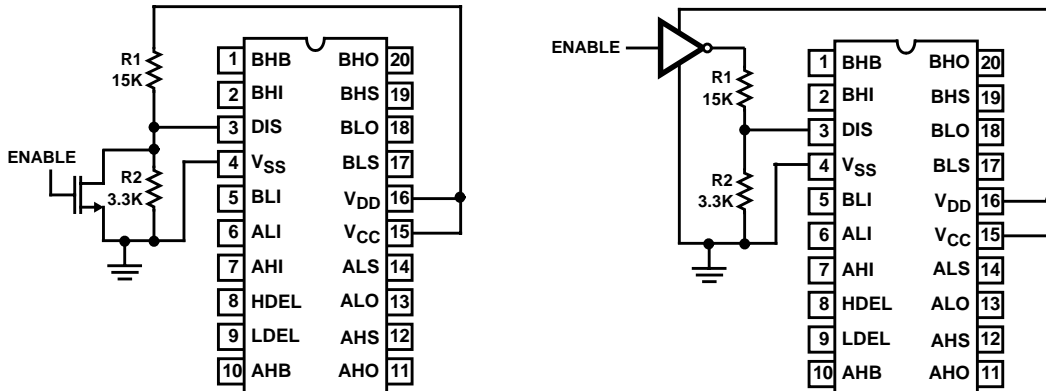 R1
15K
ENABLE
R2
3.3K
1 BHB BHO 20
2 BHI BHS 19
3 DIS BLO 18
4 VSS BLS 17
5 BLI VDD 16
6 ALI VCC 15
7 AHI ALS 14
8 HDEL ALO 13
9 LDEL AHS 12
10 AHB AHO 11
ENABLE
R1
15K
R2
3.3K
1 BHB BHO 20
2 BHI BHS 19
3 DIS BLO 18
4 VSS BLS 17
5 BLI VDD 16
6 ALI VCC 15
7 AHI ALS 14
8 HDEL ALO 13
9 LDEL AHS 12
10 AHB AHO 11